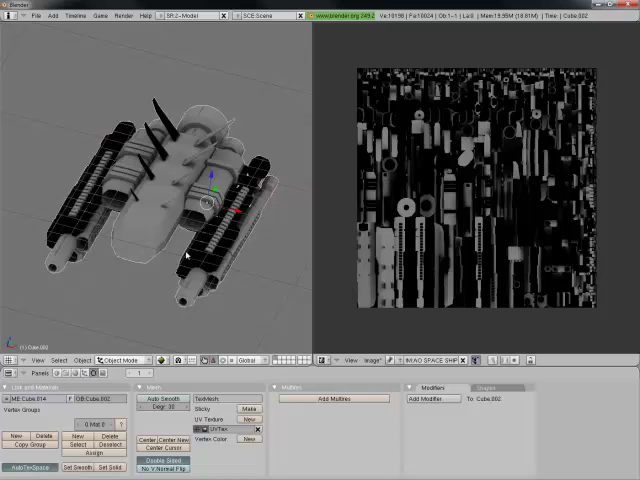 Blender
File Add Timeline Game Render Help SR:2-Model SCE:Scene www.blender.org 249.2 Ve:10198 | Fa:10024 | Ob:1-1 | La:0 | Mem:19.95M (18.81M) | Time: | Cube.002
(1) Cube.002
View Select Object Object Mode Global
View Image* IM:AO SPACE SHIP
Panels 1
Link and Materials Mesh Multires Modifiers Shapes
ME:Cube.014 F OB:Cube.002 Auto Smooth TexMesh: Add Multires Add Modifier To: Cube.002
Vertex Groups Degr: 30 Sticky Make
0 Mat 0 ? UV Texture New
New Delete New Delete UVTex
Copy Group Select Deselect Center Center New Vertex Color New
Assign Center Cursor
AutoTexSpace Set Smooth Set Solid Double Sided
No V.Normal Flip